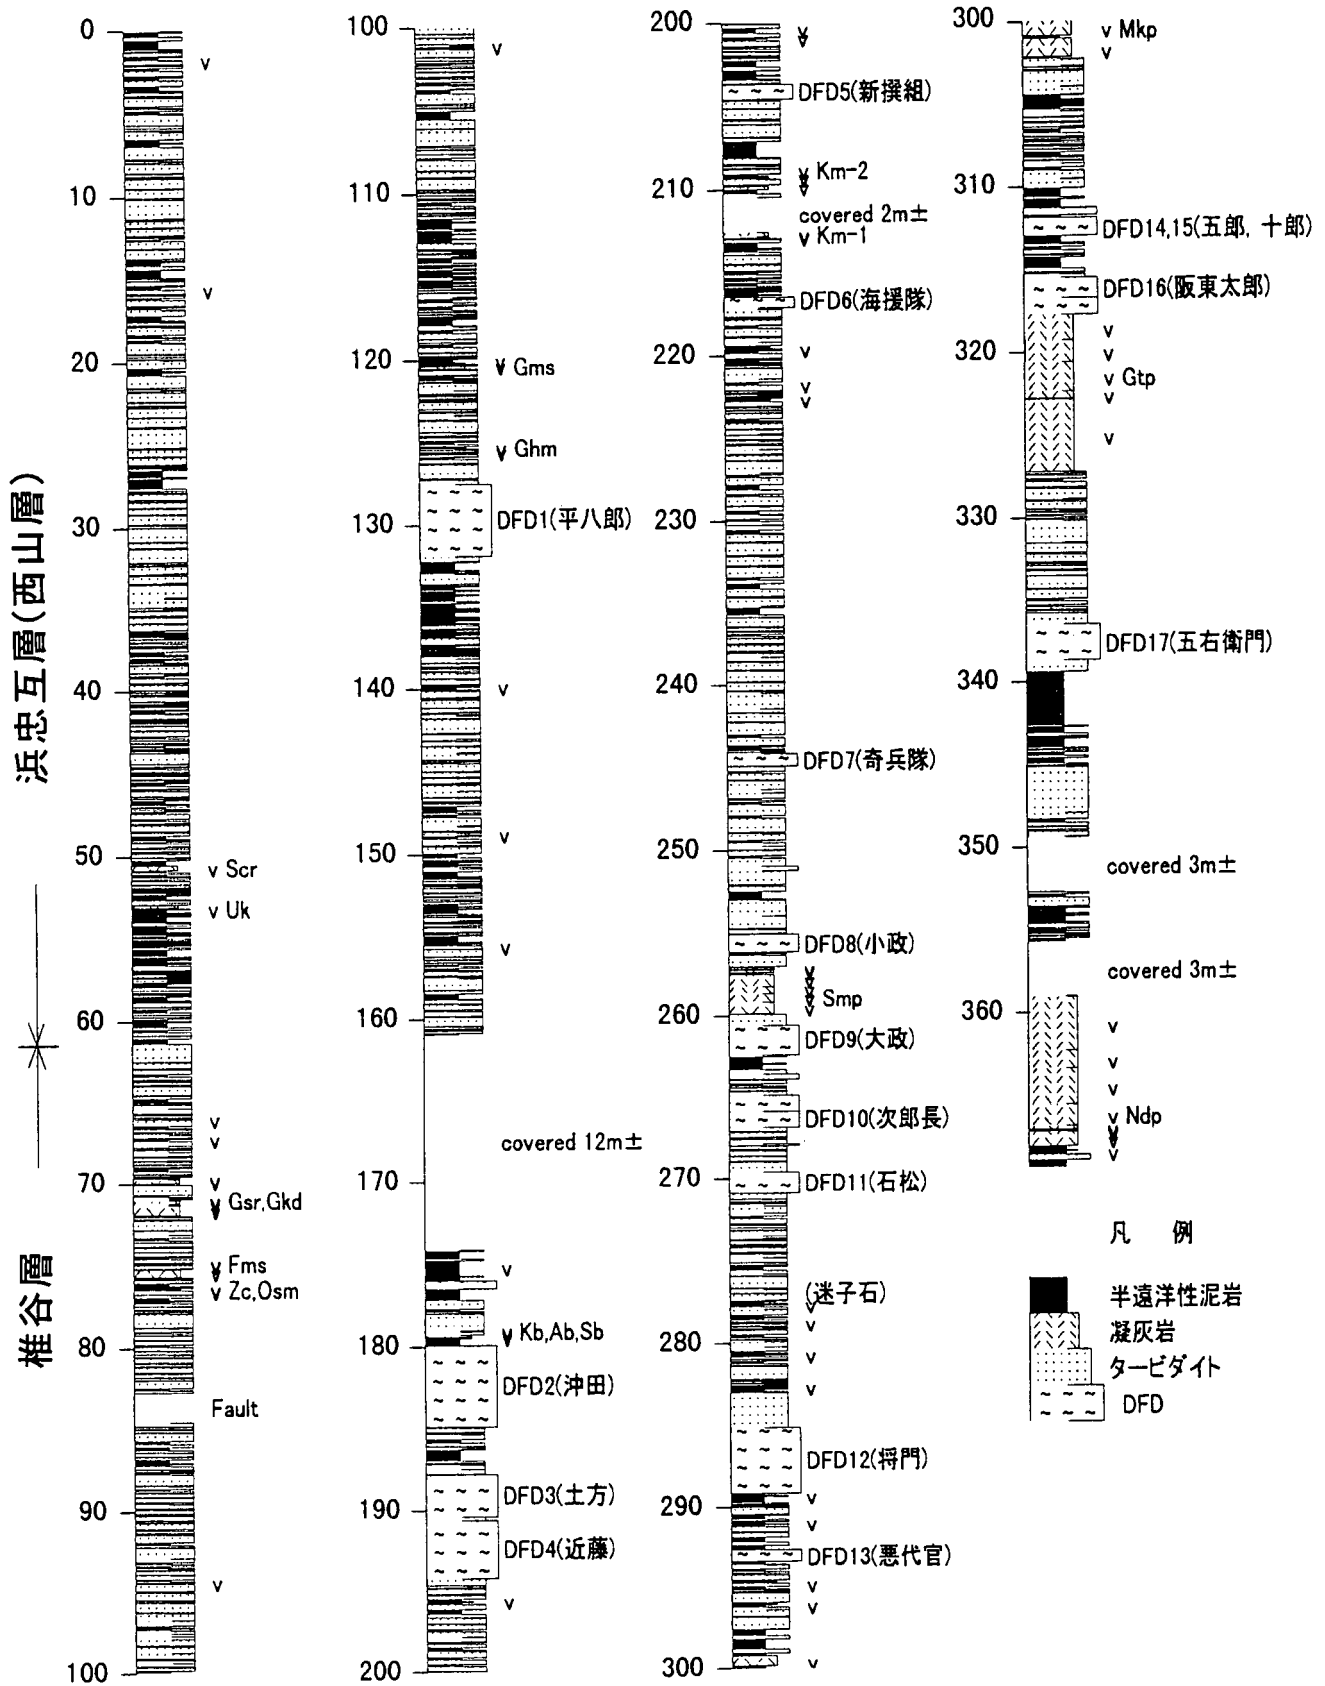 浜忠互層(西山層)
椎谷層
0
10
20
30
40
50
v Scr
v Uk
60
70
v Gsr,Gkd
v Fms
v Zc,Osm
80
Fault
90
100
100
110
120
v Gms
v Ghm
130
DFD1(平八郎)
140
150
160
covered 12m±
170
v Kb,Ab,Sb
180
DFD2(沖田)
DFD3(土方)
190
DFD4(近藤)
200
200
DFD5(新撰組)
v Km-2
210
covered 2m±
v Km-1
DFD6(海援隊)
220
230
240
DFD7(奇兵隊)
250
DFD8(小政)
v Smp
260
DFD9(大政)
DFD10(次郎長)
270
DFD11(石松)
(迷子石)
280
DFD12(将門)
290
DFD13(悪代官)
300
300
v Mkp
310
DFD14,15(五郎, 十郎)
DFD16(阪東太郎)
320
v Gtp
330
DFD17(五右衛門)
340
350
covered 3m±
covered 3m±
360
v Ndp
凡 例
半遠洋性泥岩
凝灰岩
タービダイト
DFD